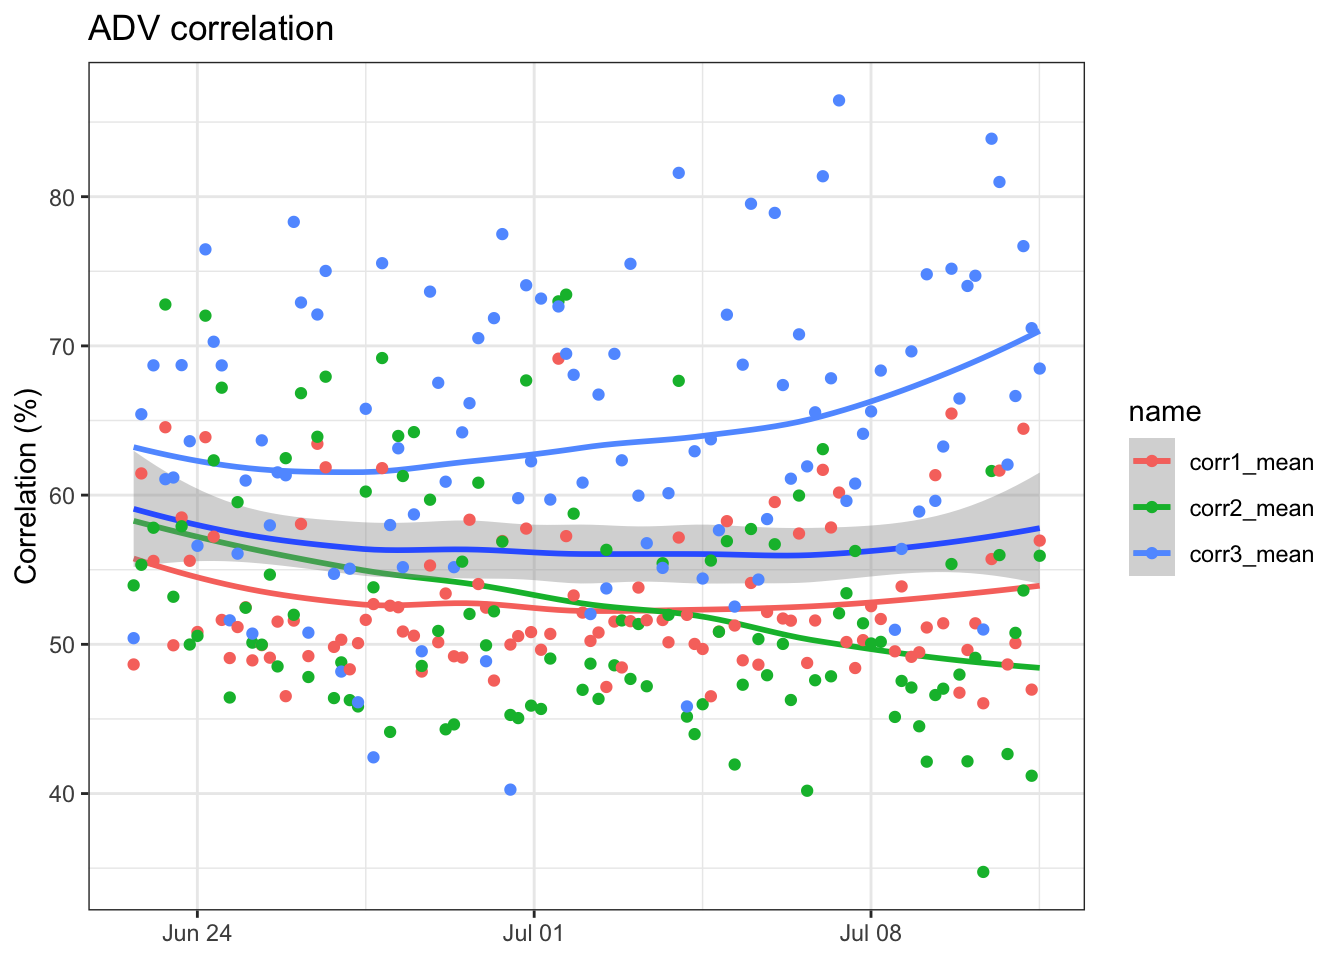 ADV correlation
Correlation (%)
80
70
60
50
40
Jun 24
Jul 01
Jul 08
name
corr1_mean
corr2_mean
corr3_mean